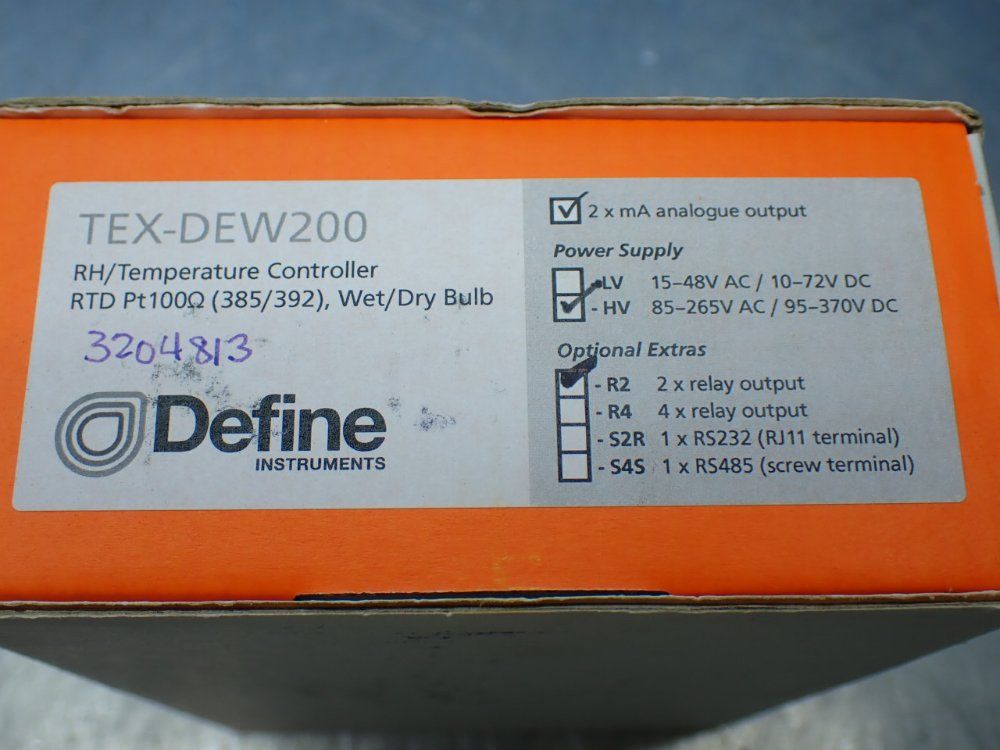 TEX-DEW200
RH/Temperature Controller
RTD Pt100Ω (385/392), Wet/Dry Bulb
3204813
Define
INSTRUMENTS
2 x mA analogue output
Power Supply
- LV 15–48V AC / 10–72V DC
- HV 85–265V AC / 95–370V DC
Optional Extras
- R2 2 x relay output
- R4 4 x relay output
- S2R 1 x RS232 (RJ11 terminal)
- S4S 1 x RS485 (screw terminal)